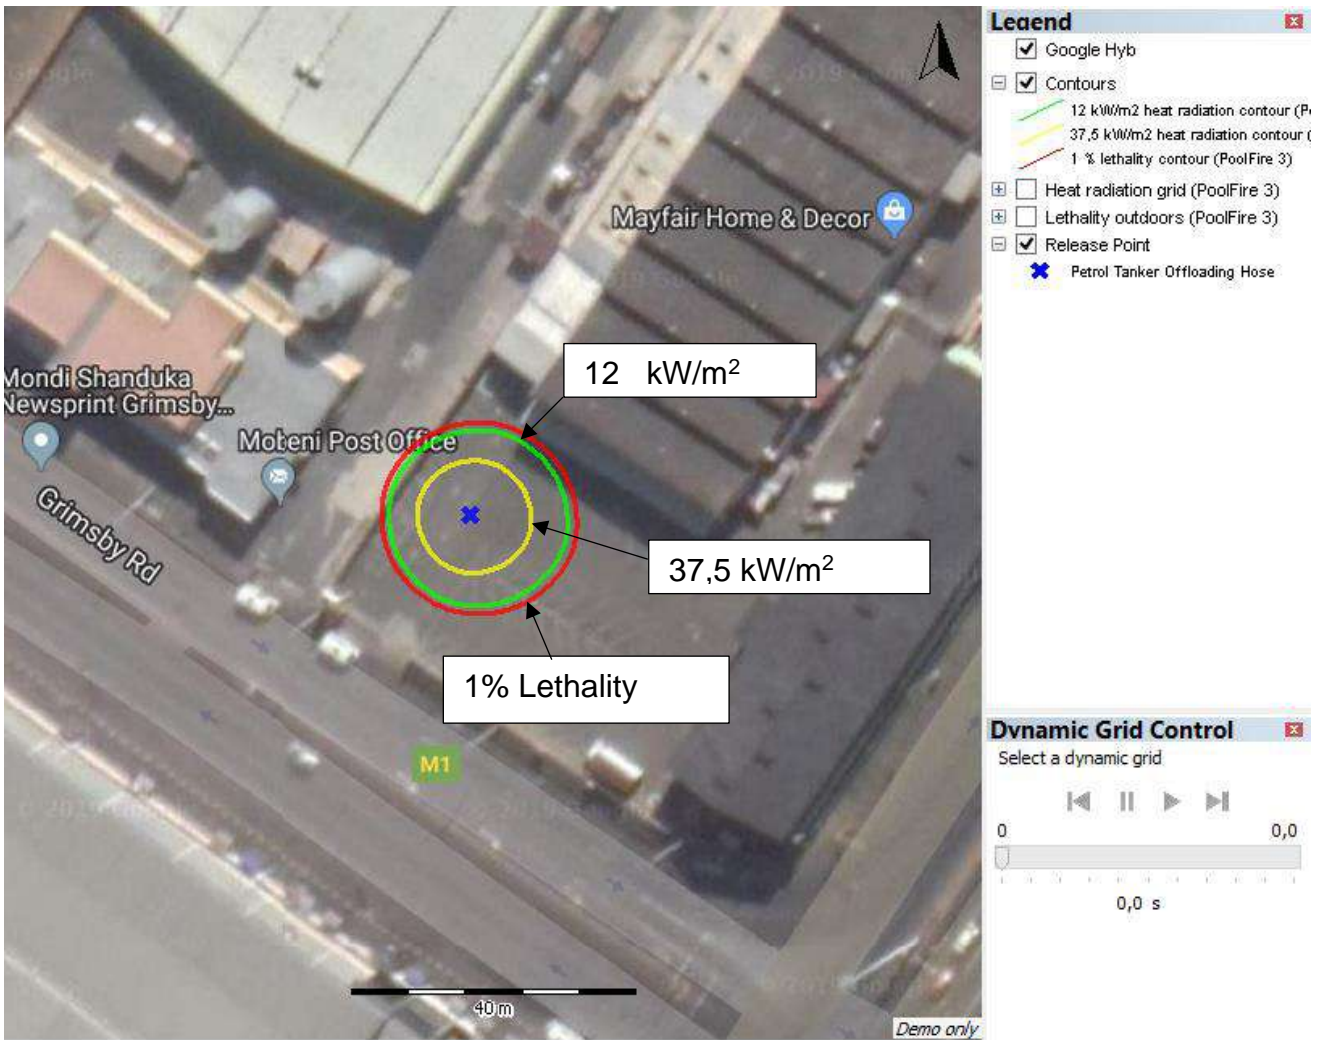 Legend
Google Hyb
Contours
12 kW/m2 heat radiation contour (P
37,5 kW/m2 heat radiation contour (
1 % lethality contour (PoolFire 3)
Heat radiation grid (PoolFire 3)
Lethality outdoors (PoolFire 3)
Release Point
Petrol Tanker Offloading Hose
Mayfair Home & Decor
12 kW/m²
Mondi Shanduka
Newsprint Grimsby...
Mobeni Post Office
Grimsby Rd
37,5 kW/m²
1% Lethality
M1
40 m
Demo only
Dynamic Grid Control
Select a dynamic grid
0 0,0
0,0 s